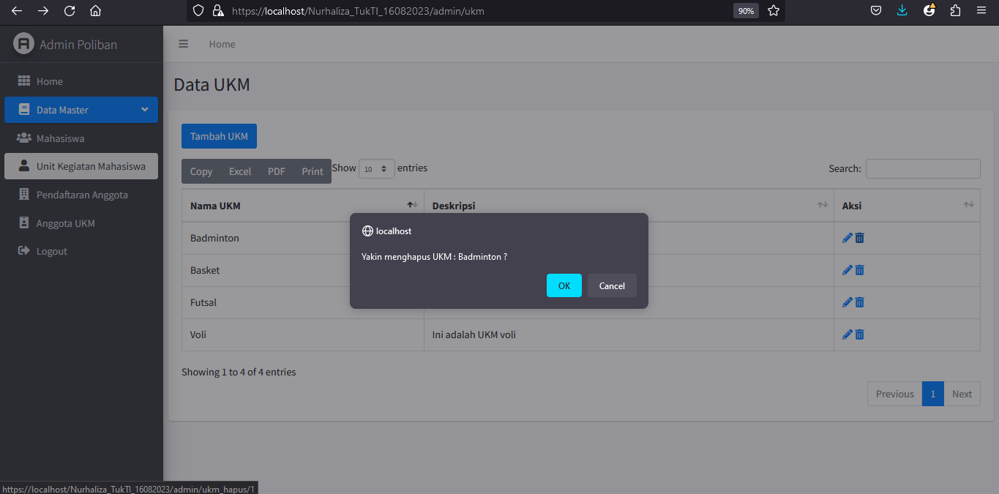 https://localhost/Nurhaliza_TukTI_16082023/admin/ukm
90%
Admin Poliban
Home
Home
Data Master
Mahasiswa
Unit Kegiatan Mahasiswa
Pendaftaran Anggota
Anggota UKM
Logout
Data UKM
Tambah UKM
Copy Excel PDF Print Show 10 entries Search:
Nama UKM Deskripsi Aksi
Badminton
Basket
Futsal
Voli Ini adalah UKM voli
localhost
Yakin menghapus UKM : Badminton ?
OK Cancel
Showing 1 to 4 of 4 entries
Previous 1 Next
https://localhost/Nurhaliza_TukTI_16082023/admin/ukm_hapus/1